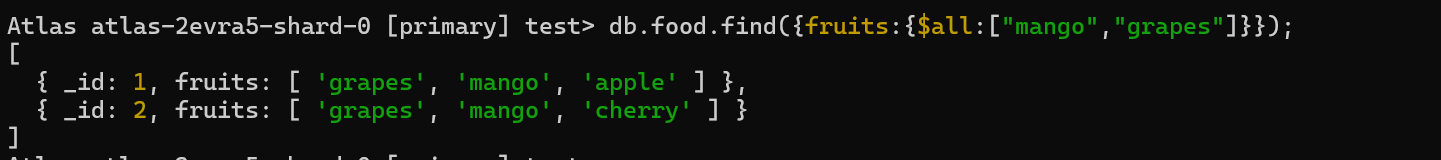 Atlas atlas-2evra5-shard-0 [primary] test> db.food.find({fruits:{$all:["mango","grapes"]}});
[
  { _id: 1, fruits: [ 'grapes', 'mango', 'apple' ] },
  { _id: 2, fruits: [ 'grapes', 'mango', 'cherry' ] }
]